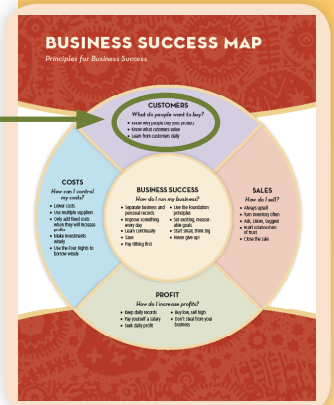 BUSINESS SUCCESS MAP
Principles for Business Success
CUSTOMERS
What do people want to buy?
• Know why people buy your product
• Know what customers value
• Learn from customers daily
COSTS
How can I control
my costs?
• Lower costs
• Use multiple suppliers
• Only add fixed costs
when they will increase
profits
• Make investments
wisely
• Use the Four Rights to
borrow wisely
BUSINESS SUCCESS
How do I run my business?
• Separate business and
personal records
• Improve something
every day
• Learn continually
• Save
• Pay tithing first
• Live the Foundation
principles
• Set exciting, measur-
able goals
• Start small, think big
• Never give up!
SALES
How do I sell?
• Always upsell
• Turn inventory often
• Ask, Listen, Suggest
• Build relationships
of trust
• Close the sale
PROFIT
How do I increase profits?
• Keep daily records
• Pay yourself a salary
• Seek daily profit
• Buy low, sell high
• Don't steal from your
business